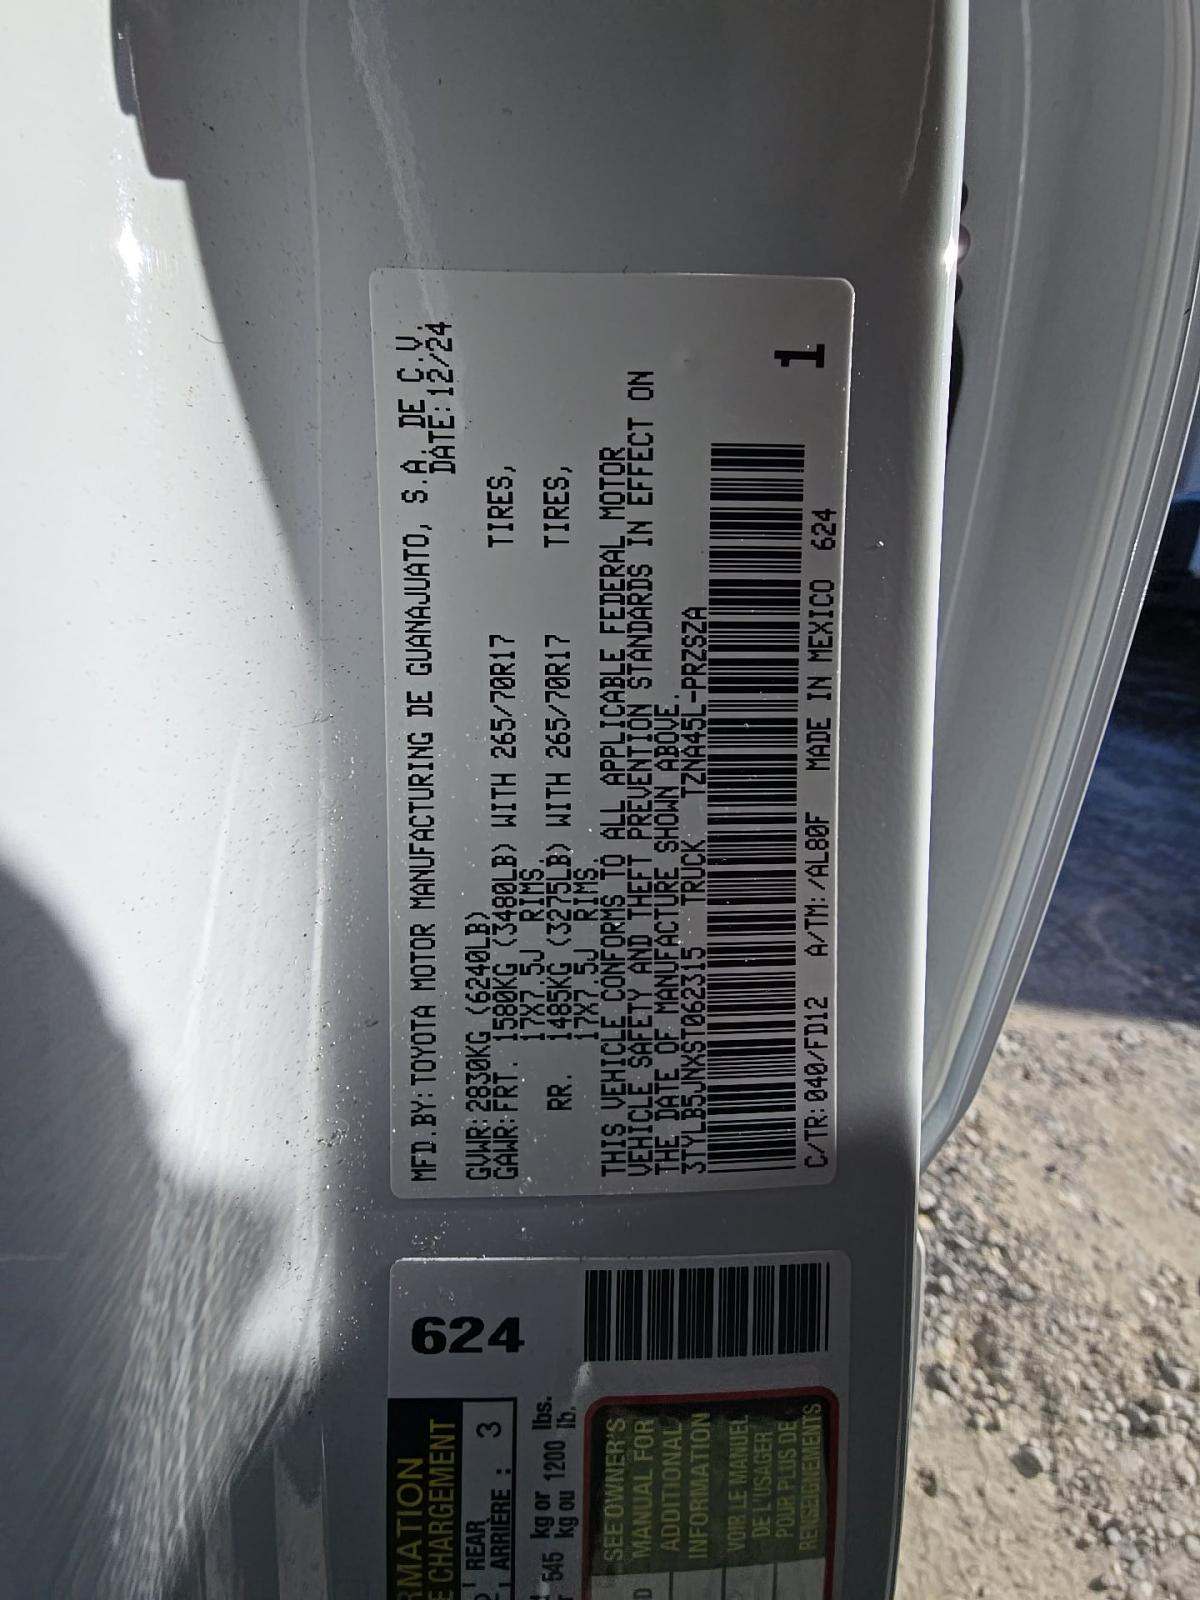 MFD.BY:TOYOTA MOTOR MANUFACTURING DE GUANAJUATO, S.A. DE C.V.
DATE:12/24
GVWR:2830KG (6240LB)
GAWR:FRT. 1580KG (3480LB) WITH 265/70R17 TIRES,
17X7.5J RIMS.
RR. 1485KG (3275LB) WITH 265/70R17 TIRES,
17X7.5J RIMS.
THIS VEHICLE CONFORMS TO ALL APPLICABLE FEDERAL MOTOR
VEHICLE SAFETY AND THEFT PREVENTION STANDARDS IN EFFECT ON
THE DATE OF MANUFACTURE SHOWN ABOVE.
3TYLB5JNXST062315 TRUCK TZNA45L-PRZSZA
1
C/TR:040/FD12 A/TM:/AL80F MADE IN MEXICO 624
624
CHARGEMENT
REAR
ARRIÈRE : 3
545 kg or 1200 lbs.
kg ou lb.
SEE OWNER'S
MANUAL FOR
ADDITIONAL
INFORMATION
VOIR LE MANUEL
DE L'USAGER
POUR PLUS DE
RENSEIGNEMENTS